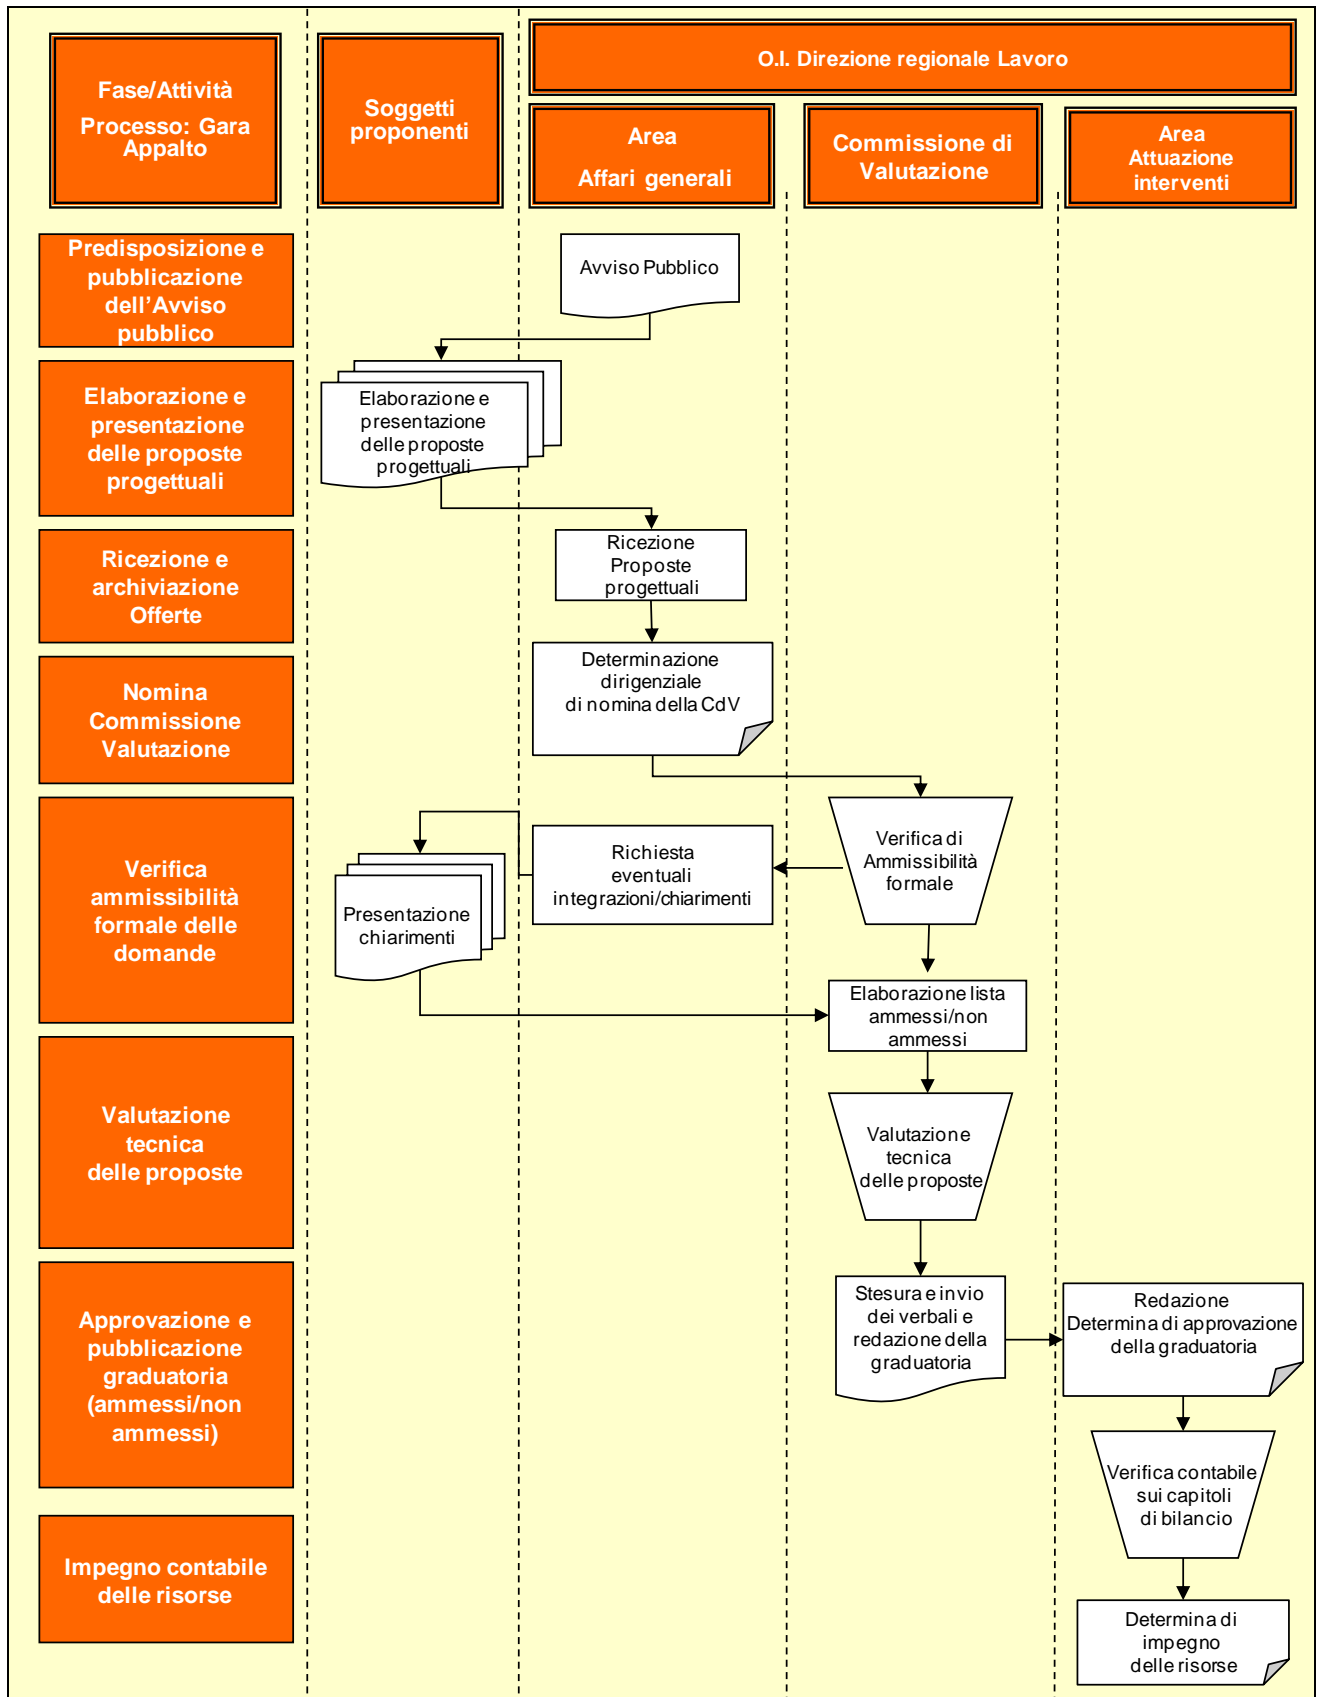 Fase/Attività
Processo: Gara
Appalto
Soggetti
proponenti
O.I. Direzione regionale Lavoro
Area
Affari generali
Commissione di
Valutazione
Area
Attuazione
interventi
Predisposizione e
pubblicazione
dell'Avviso
pubblico
Avviso Pubblico
Elaborazione e
presentazione
delle proposte
progettuali
Elaborazione e
presentazione
delle proposte
progettuali
Ricezione e
archiviazione
Offerte
Ricezione
Proposte
progettuali
Nomina
Commissione
Valutazione
Determinazione
dirigenziale
di nomina della CdV
Verifica
ammissibilità
formale delle
domande
Presentazione
chiarimenti
Richiesta
eventuali
integrazioni/chiarimenti
Verifica di
Ammissibilità
formale
Elaborazione lista
ammessi/non
ammessi
Valutazione
tecnica
delle proposte
Valutazione
tecnica
delle proposte
Approvazione e
pubblicazione
graduatoria
(ammessi/non
ammessi)
Stesura e invio
dei verbali e
redazione della
graduatoria
Redazione
Determina di approvazione
della graduatoria
Verifica contabile
sui capitoli
di bilancio
Impegno contabile
delle risorse
Determina di
impegno
delle risorse